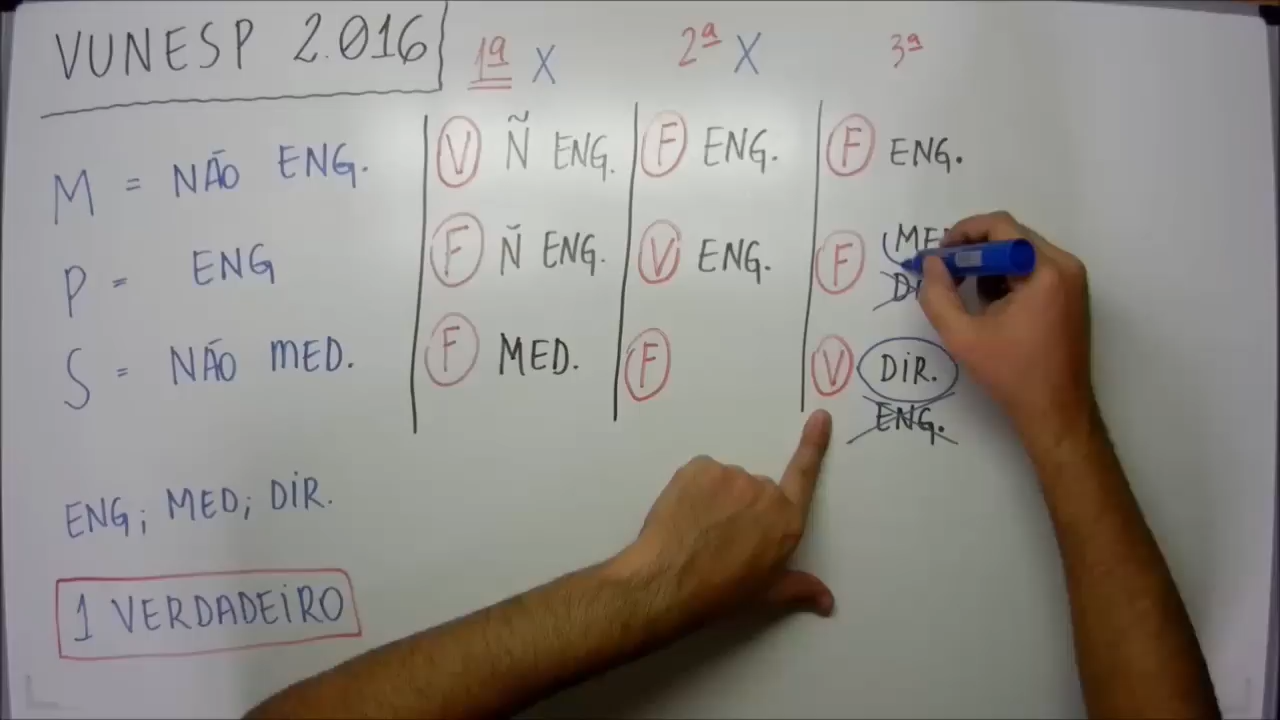 VUNESP 2.016
1ª X 2ª X 3ª
M = NÃO ENG. V Ñ ENG. F ENG. F ENG.
P = ENG F Ñ ENG. V ENG. F
S = NÃO MED. F MED. F V DIR.
ENG.
ENG; MED; DIR.
1 VERDADEIRO